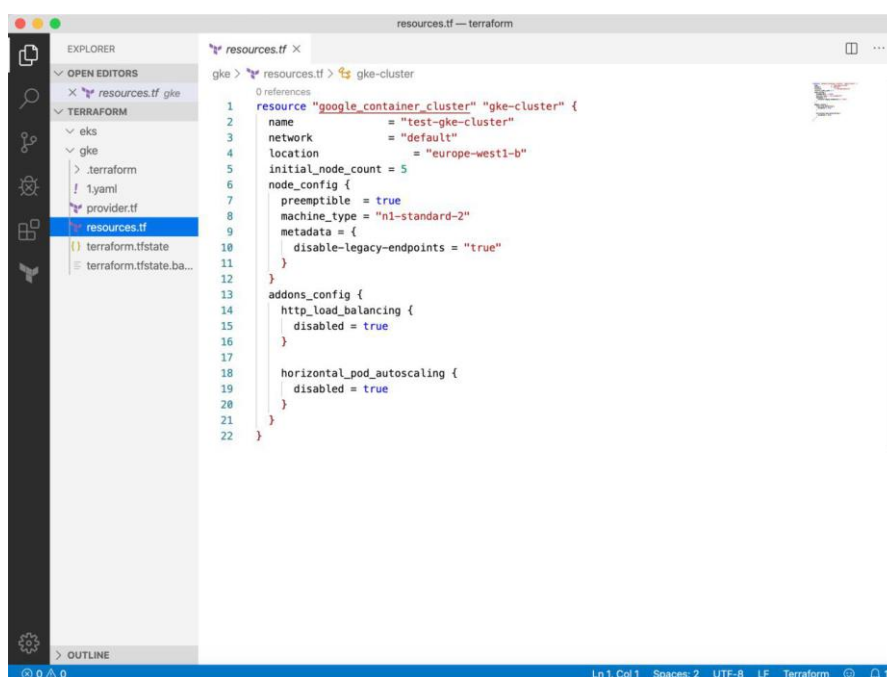 resources.tf — terraform
EXPLORER
OPEN EDITORS
resources.tf gke
TERRAFORM
eks
gke
.terraform
! 1.yaml
provider.tf
resources.tf
{} terraform.tfstate
terraform.tfstate.ba...
resources.tf
gke > resources.tf > gke-cluster
0 references
1 resource "google_container_cluster" "gke-cluster" {
2   name               = "test-gke-cluster"
3   network            = "default"
4   location               = "europe-west1-b"
5   initial_node_count = 5
6   node_config {
7     preemptible  = true
8     machine_type = "n1-standard-2"
9     metadata = {
10       disable-legacy-endpoints = "true"
11     }
12   }
13   addons_config {
14     http_load_balancing {
15       disabled = true
16     }
17
18     horizontal_pod_autoscaling {
19       disabled = true
20     }
21   }
22 }
OUTLINE
0 0
Ln 1, Col 1 Spaces: 2 UTF-8 LF Terraform